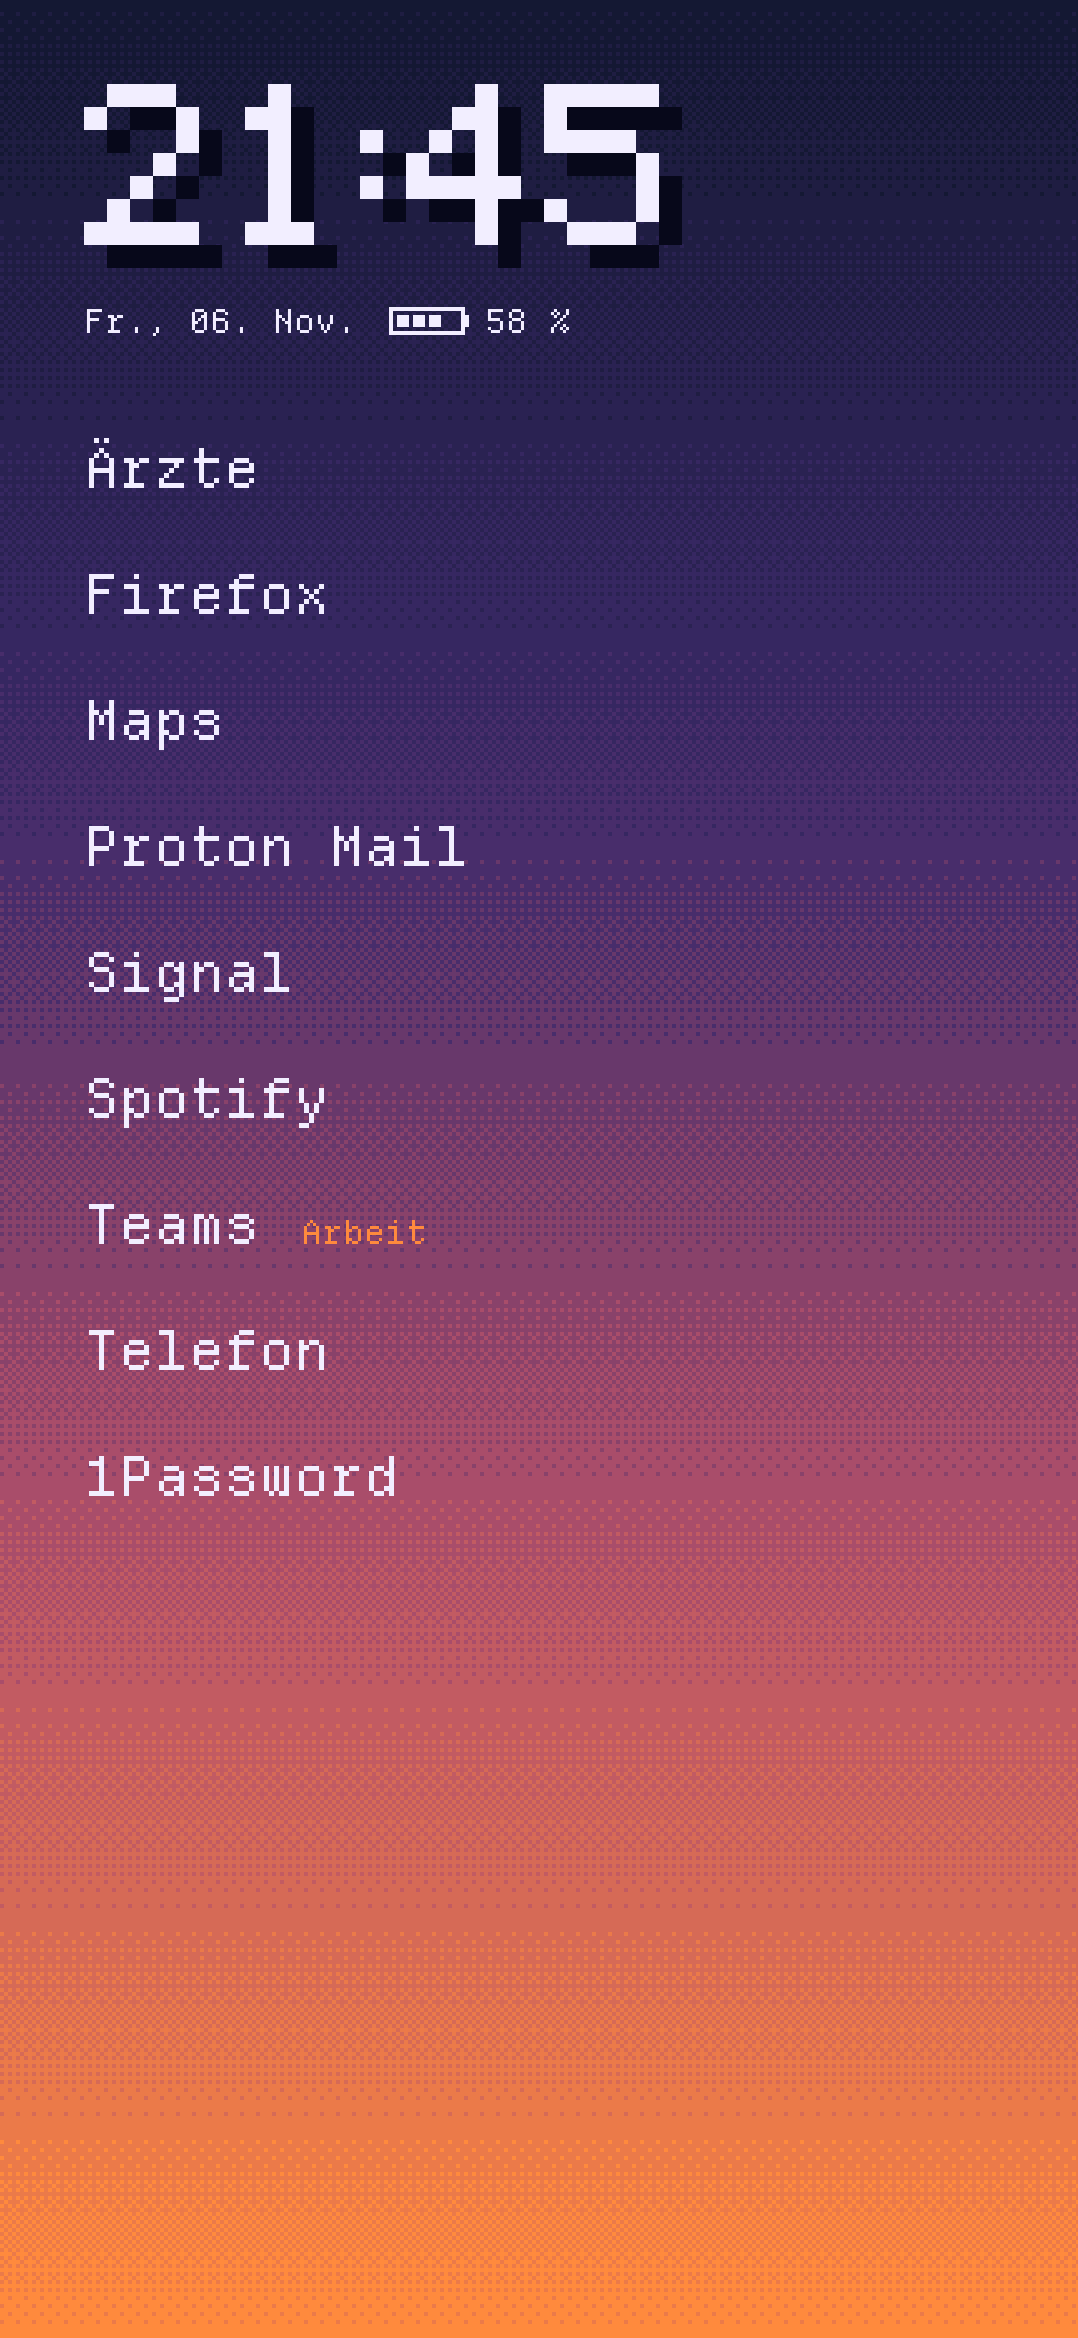 21:45
Fr., 06. Nov. 58 %
Ärzte
Firefox
Maps
Proton Mail
Signal
Spotify
Teams Arbeit
Telefon
1Password